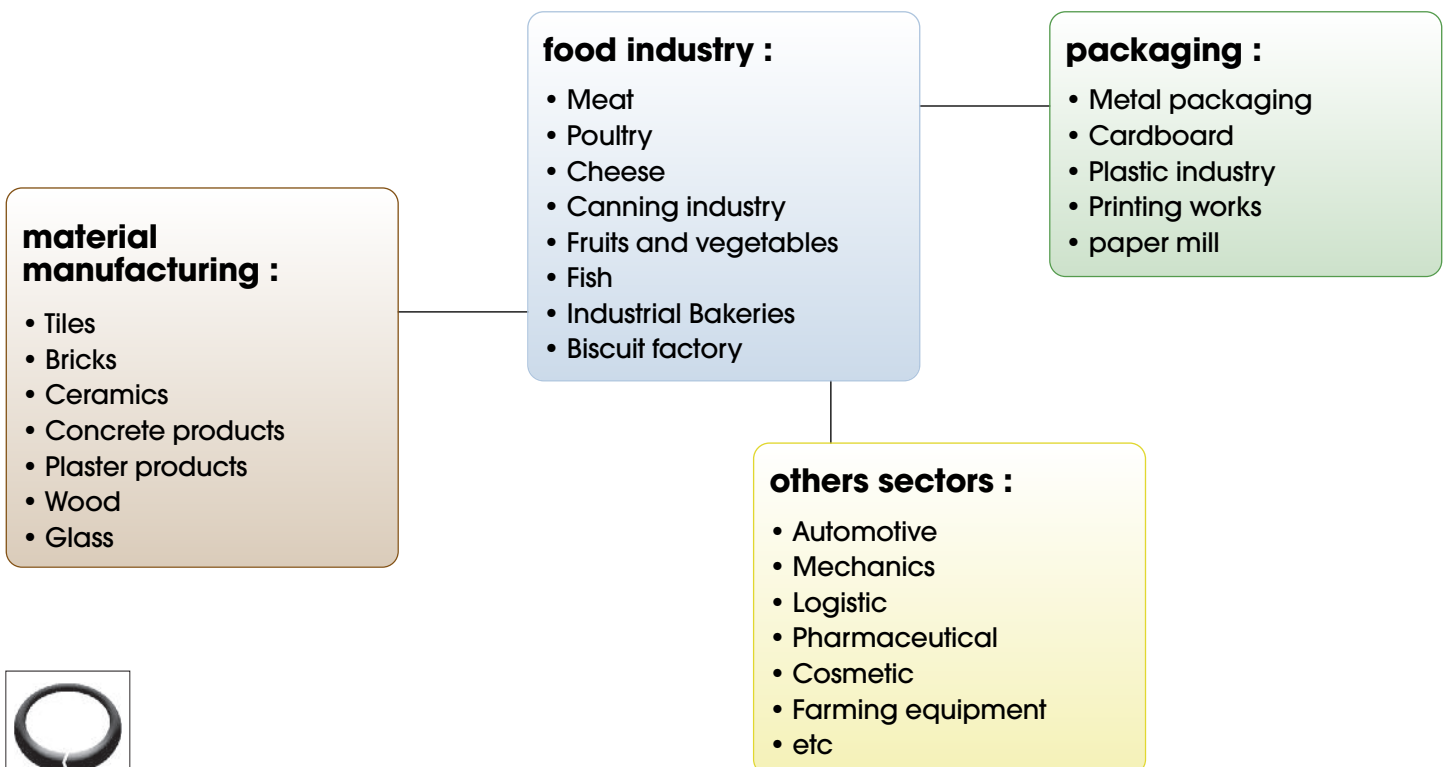 food industry :
• Meat
• Poultry
• Cheese
• Canning industry
• Fruits and vegetables
• Fish
• Industrial Bakeries
• Biscuit factory
packaging :
• Metal packaging
• Cardboard
• Plastic industry
• Printing works
• paper mill
material
manufacturing :
• Tiles
• Bricks
• Ceramics
• Concrete products
• Plaster products
• Wood
• Glass
others sectors :
• Automotive
• Mechanics
• Logistic
• Pharmaceutical
• Cosmetic
• Farming equipment
• etc